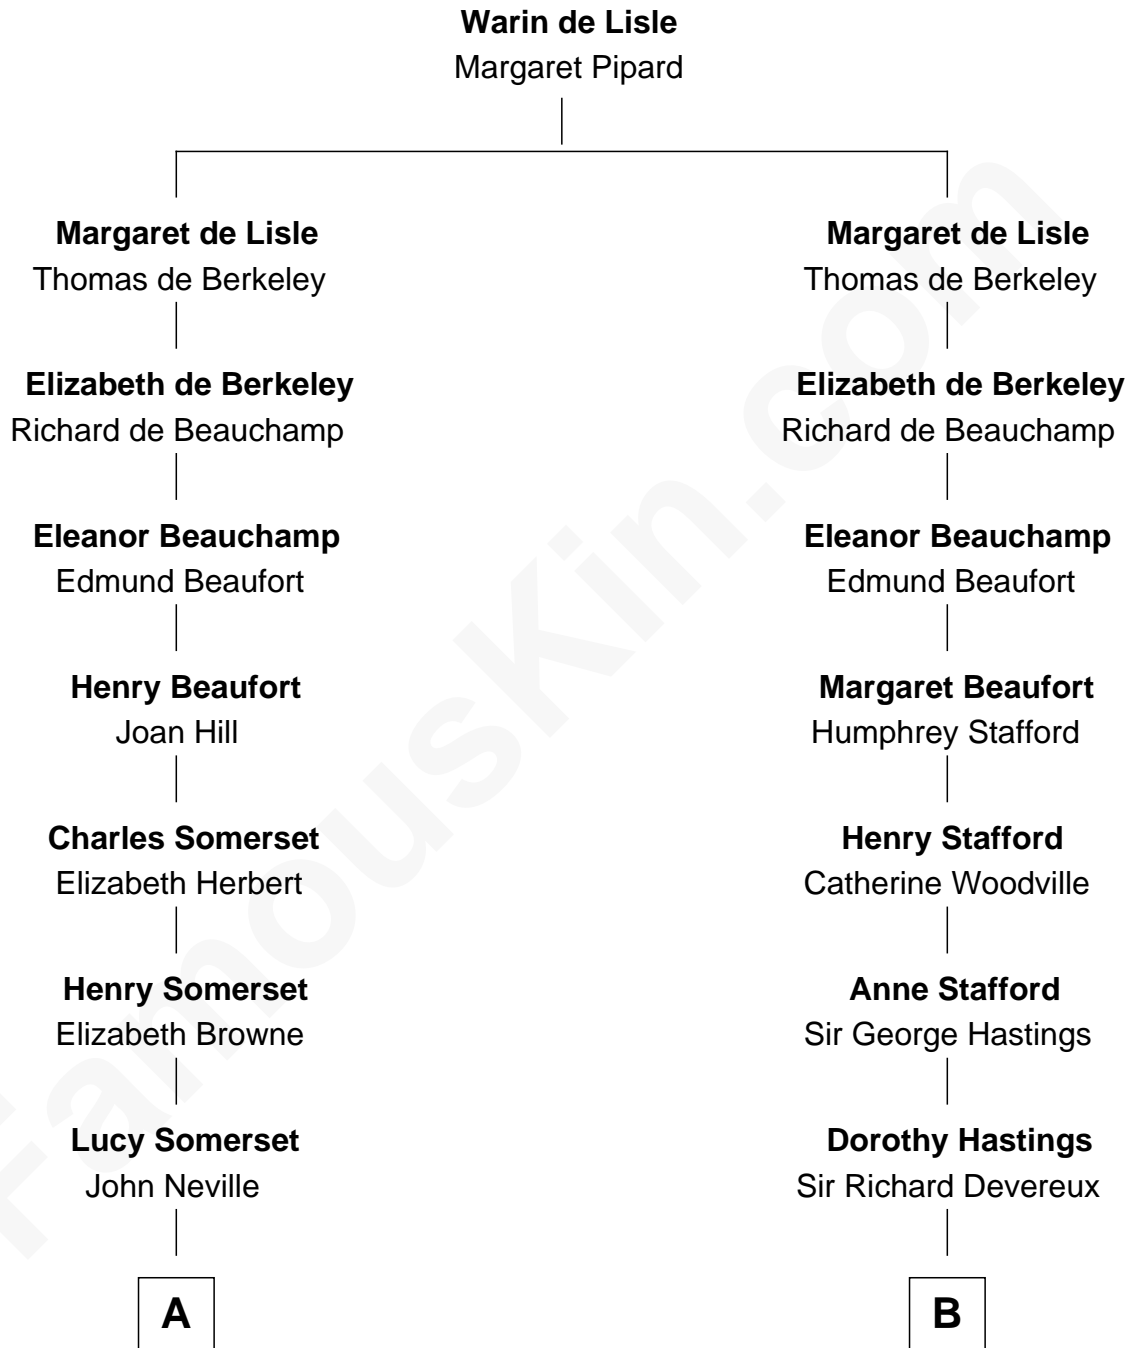 Warin de Lisle
Margaret Pipard
Margaret de Lisle
Thomas de Berkeley
Margaret de Lisle
Thomas de Berkeley
Elizabeth de Berkeley
Richard de Beauchamp
Elizabeth de Berkeley
Richard de Beauchamp
Eleanor Beauchamp
Edmund Beaufort
Eleanor Beauchamp
Edmund Beaufort
Henry Beaufort
Joan Hill
Margaret Beaufort
Humphrey Stafford
Charles Somerset
Elizabeth Herbert
Henry Stafford
Catherine Woodville
Henry Somerset
Elizabeth Browne
Anne Stafford
Sir George Hastings
Lucy Somerset
John Neville
Dorothy Hastings
Sir Richard Devereux
A
B
FamousKin.com